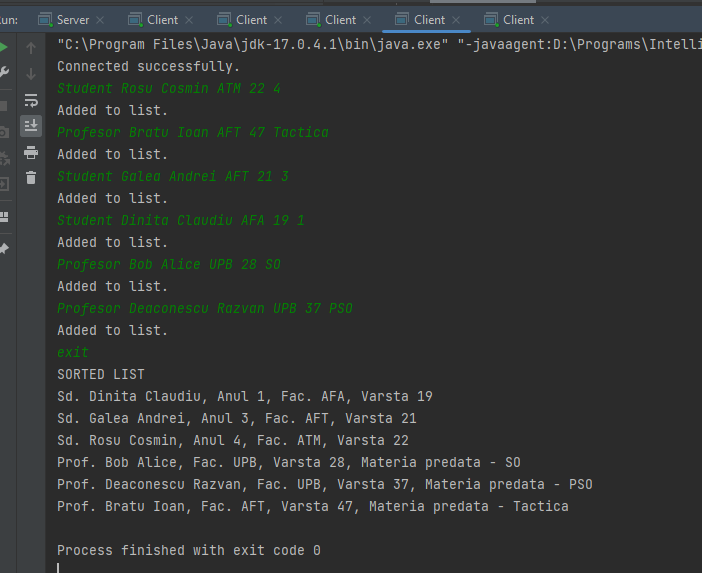 un:
Server
Client
Client
Client
Client
Client
"C:\Program Files\Java\jdk-17.0.4.1\bin\java.exe" "-javaagent:D:\Programs\Intelli
Connected successfully.
Student Rosu Cosmin ATM 22 4
Added to list.
Profesor Bratu Ioan AFT 47 Tactica
Added to list.
Student Galea Andrei AFT 21 3
Added to list.
Student Dinita Claudiu AFA 19 1
Added to list.
Profesor Bob Alice UPB 28 SO
Added to list.
Profesor Deaconescu Razvan UPB 37 PSO
Added to list.
exit
SORTED LIST
Sd. Dinita Claudiu, Anul 1, Fac. AFA, Varsta 19
Sd. Galea Andrei, Anul 3, Fac. AFT, Varsta 21
Sd. Rosu Cosmin, Anul 4, Fac. ATM, Varsta 22
Prof. Bob Alice, Fac. UPB, Varsta 28, Materia predata - SO
Prof. Deaconescu Razvan, Fac. UPB, Varsta 37, Materia predata - PSO
Prof. Bratu Ioan, Fac. AFT, Varsta 47, Materia predata - Tactica
Process finished with exit code 0